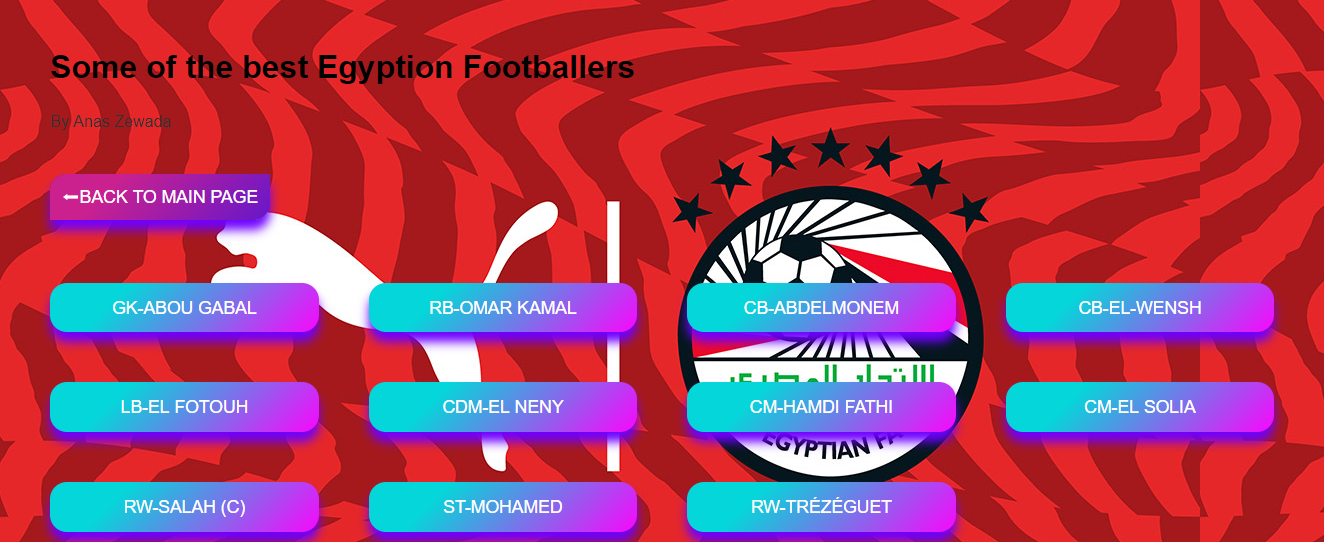 Some of the best Egyption Footballers
By Anas Zewada
⬅BACK TO MAIN PAGE
GK-ABOU GABAL
RB-OMAR KAMAL
CB-ABDELMONEM
CB-EL-WENSH
LB-EL FOTOUH
CDM-EL NENY
CM-HAMDI FATHI
CM-EL SOLIA
EGYPTIAN FA
RW-SALAH (C)
ST-MOHAMED
RW-TRÉZÉGUET